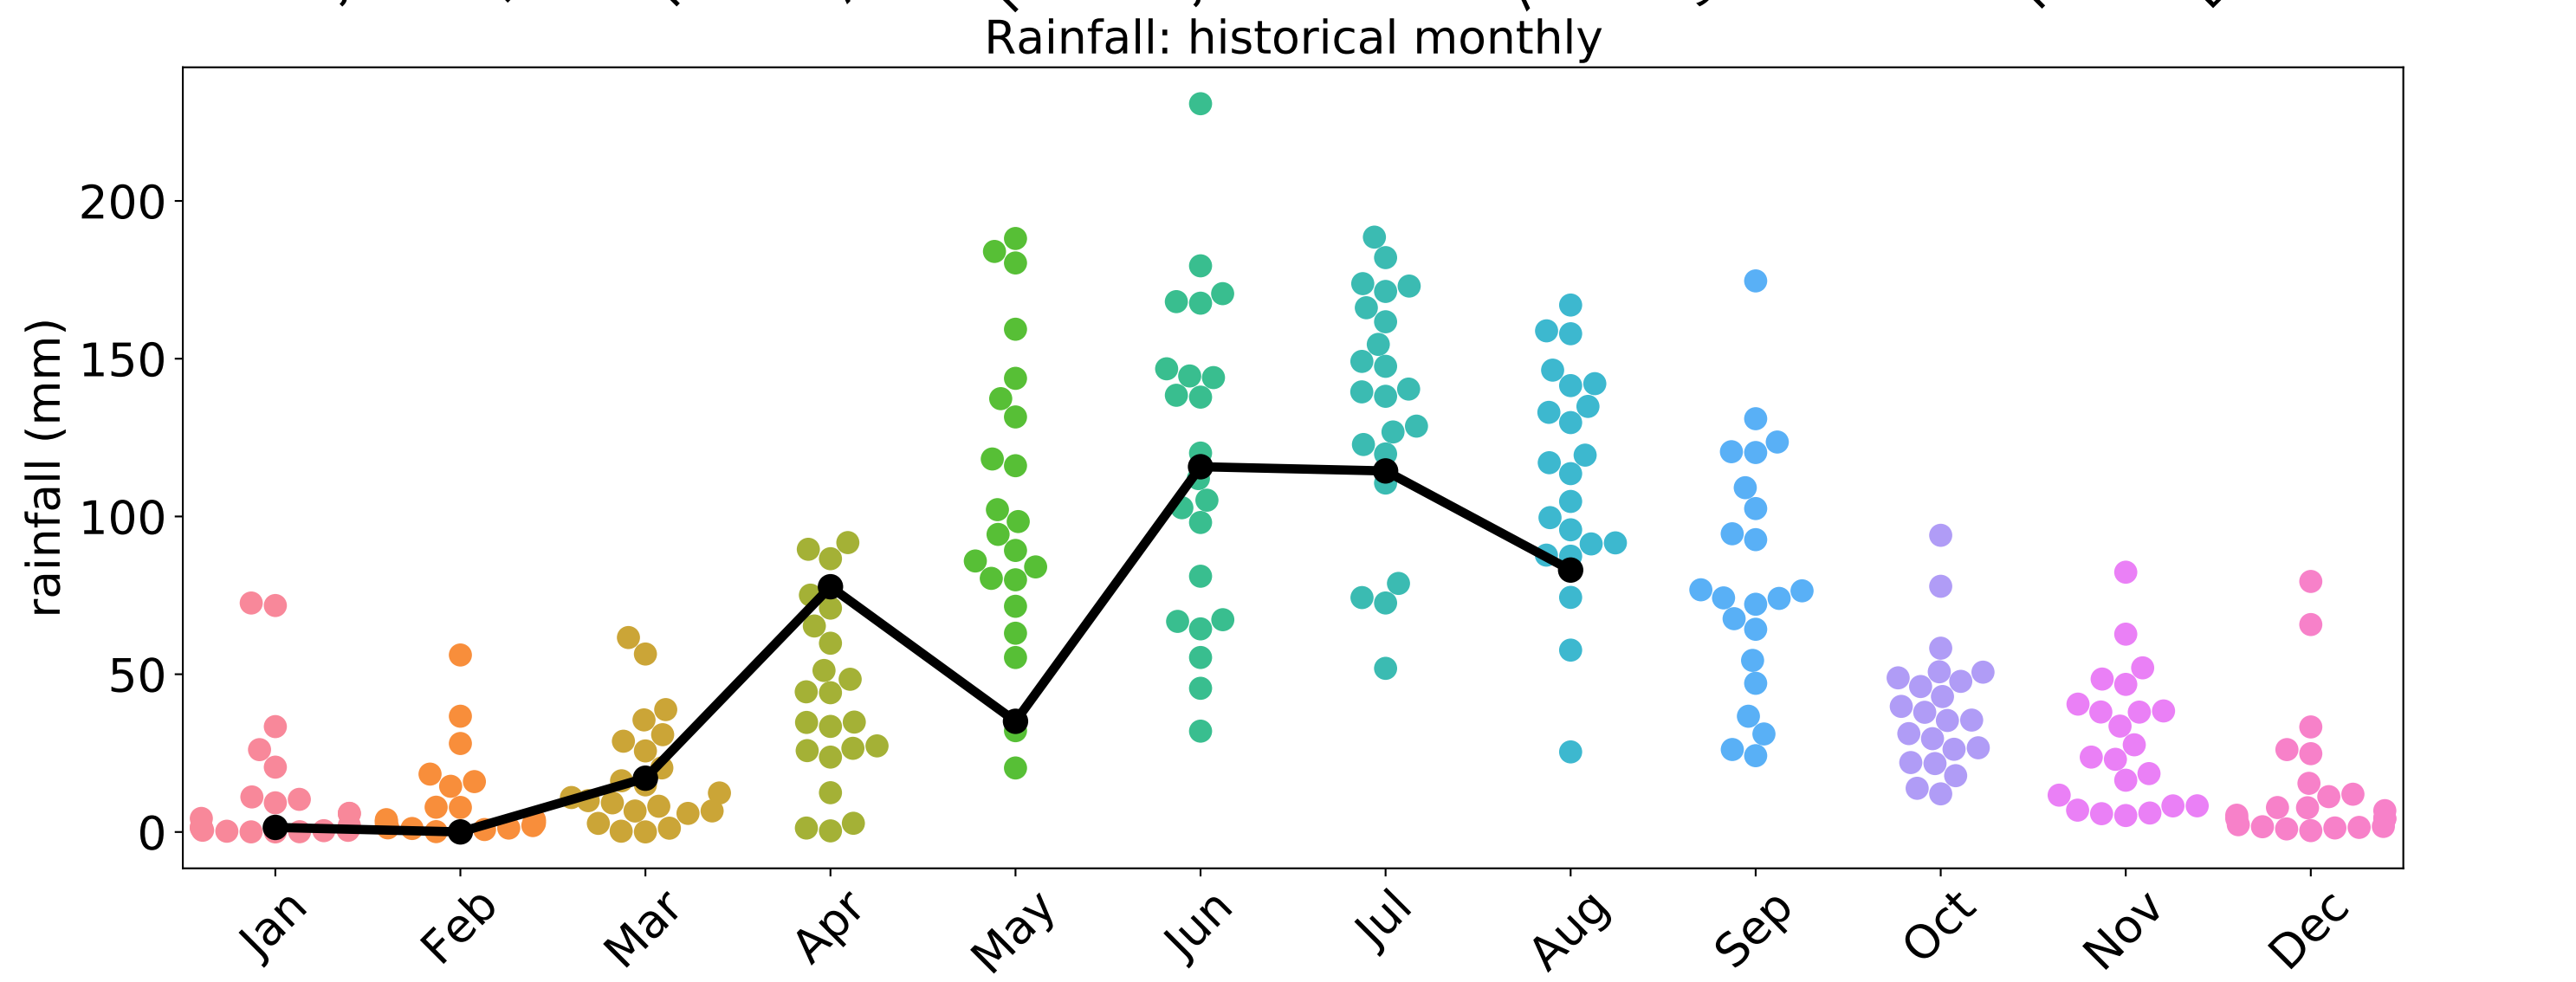 Rainfall: historical monthly
rainfall (mm)
200
150
100
50
0
Jan
Feb
Mar
Apr
May
Jun
Jul
Aug
Sep
Oct
Nov
Dec